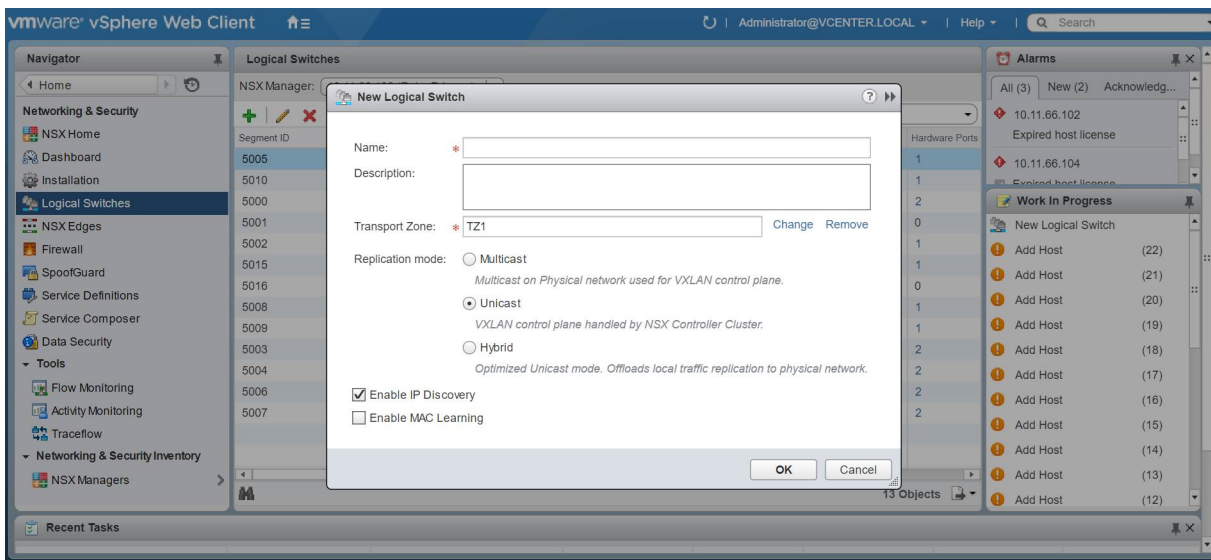 vmware® vSphere Web Client
Administrator@VCENTER.LOCAL
Help
Search
Navigator
Home
Networking & Security
NSX Home
Dashboard
Installation
Logical Switches
NSX Edges
Firewall
SpoofGuard
Service Definitions
Service Composer
Data Security
Tools
Flow Monitoring
Activity Monitoring
Traceflow
Networking & Security Inventory
NSX Managers
Logical Switches
NSX Manager:
Segment ID
Hardware Ports
5005 1
5010 1
5000 2
5001 0
5002 1
5015 1
5016 0
5008 1
5009 1
5003 2
5004 2
5006 2
5007 2
13 Objects
New Logical Switch
Name: *
Description:
Transport Zone: * TZ1 Change Remove
Replication mode: Multicast
Multicast on Physical network used for VXLAN control plane.
Unicast
VXLAN control plane handled by NSX Controller Cluster.
Hybrid
Optimized Unicast mode. Offloads local traffic replication to physical network.
Enable IP Discovery
Enable MAC Learning
OK Cancel
Alarms
All (3) New (2) Acknowledg...
10.11.66.102
Expired host license
10.11.66.104
Expired host license
Work In Progress
New Logical Switch
Add Host (22)
Add Host (21)
Add Host (20)
Add Host (19)
Add Host (18)
Add Host (17)
Add Host (16)
Add Host (15)
Add Host (14)
Add Host (13)
Add Host (12)
Recent Tasks